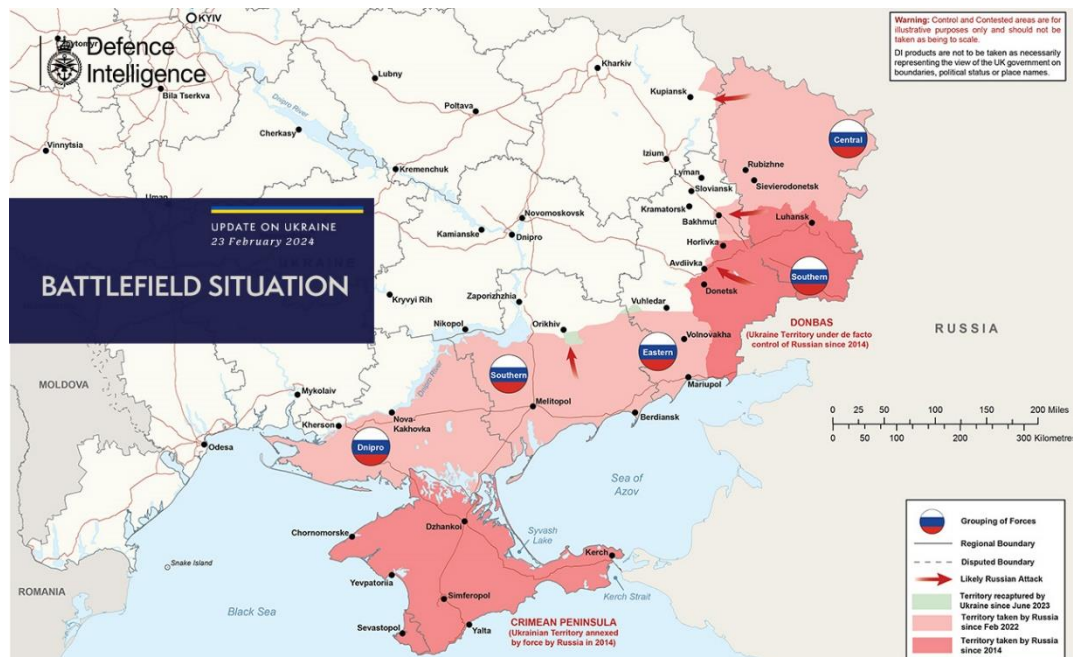 KYIV
Zhytomyr
Defence
Intelligence
Bila Tserkva
Lubny
Kharkiv
Warning: Control and Contested areas are for
illustrative purposes only and should not be
taken as being to scale.
DI products are not to be taken as necessarily
representing the view of the UK government on
boundaries, political status or place names.
Poltava
Kupiansk
Dnipro River
Cherkasy
Central
Vinnytsia
Izium
Kremenchuk
Lyman
Rubizhne
Sievierodonetsk
Sloviansk
Uman
Kramatorsk
UPDATE ON UKRAINE
23 February 2024
BATTLEFIELD SITUATION
Novomoskovsk
Bakhmut
Luhansk
Kamianske
Dnipro
Horlivka
Avdiivka
Southern
Donetsk
Kryvyi Rih
Zaporizhzhia
Vuhledar
Nikopol
Orikhiv
DONBAS
(Ukraine Territory under de facto
control of Russian since 2014)
RUSSIA
Volnovakha
Eastern
Southern
Dnipro River
MOLDOVA
Mykolaiv
Mariupol
Melitopol
Berdiansk
Nova-
Kakhovka
Kherson
Odesa
Dnipro
0 25 50 100 150 200 Miles
0 50 100 200 300 Kilometres
Sea of
Azov
Dzhankoi
Syvash
Lake
Chornomorske
Kerch
Snake Island
Yevpatoriia
Kerch Strait
ROMANIA
Simferopol
Black Sea
Sevastopol
Yalta
CRIMEAN PENINSULA
(Ukrainian Territory annexed
by force by Russia in 2014)
Grouping of Forces
Regional Boundary
Disputed Boundary
Likely Russian Attack
Territory recaptured by
Ukraine since June 2023
Territory taken by Russia
since Feb 2022
Territory taken by Russia
since 2014